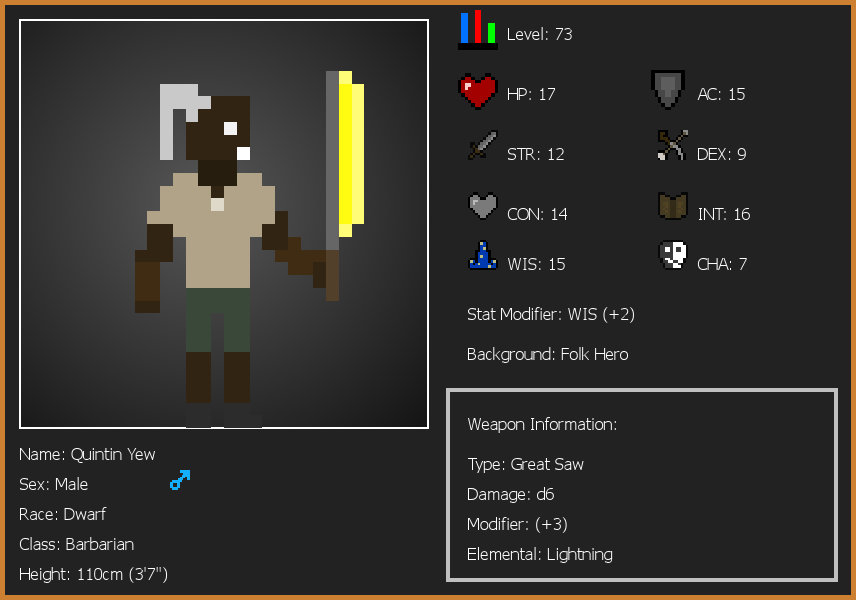 Level: 73
HP: 17
AC: 15
STR: 12
DEX: 9
CON: 14
INT: 16
WIS: 15
CHA: 7
Stat Modifier: WIS (+2)
Background: Folk Hero
Weapon Information:
Type: Great Saw
Damage: d6
Modifier: (+3)
Elemental: Lightning
Name: Quintin Yew
Sex: Male
Race: Dwarf
Class: Barbarian
Height: 110cm (3'7")